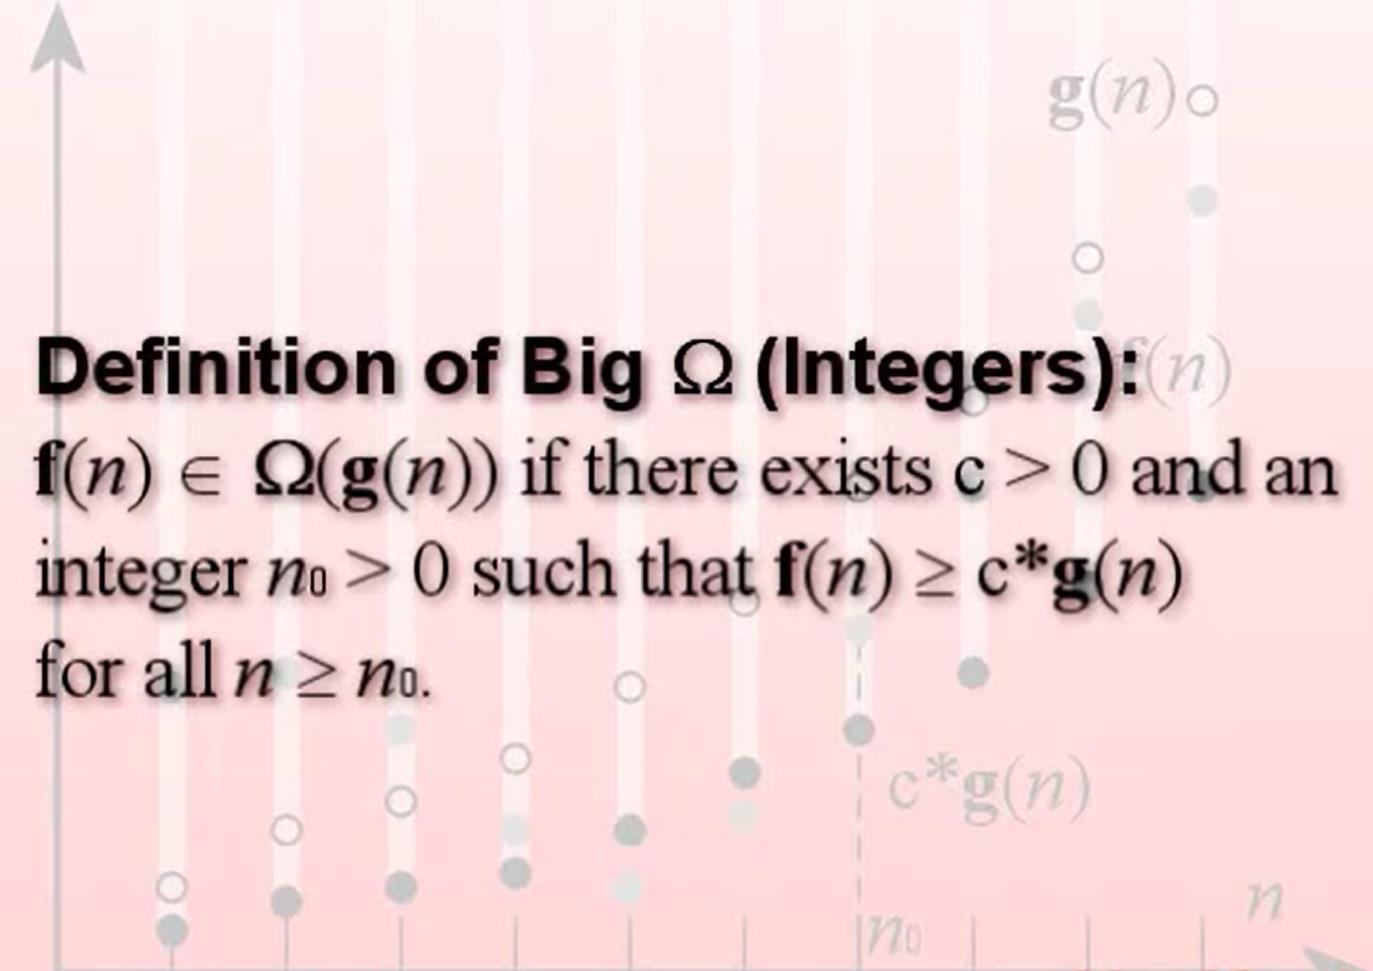 g(n)
Definition of Big Ω (Integers):
f(n)
f(n) ∈ Ω(g(n)) if there exists c > 0 and an
integer n₀ > 0 such that f(n) ≥ c*g(n)
for all n ≥ n₀.
c*g(n)
n
n₀